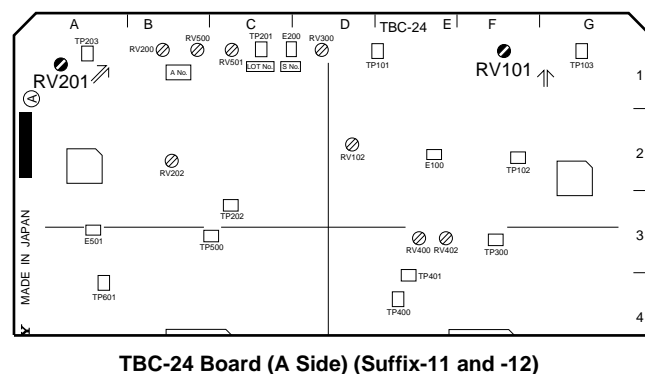 A B C D TBC-24 E F G
TP203 RV200 RV500 RV501 TP201 E200 RV300 TP101 RV101 TP103
RV201 A No. LOT No. S No. 1
A
RV202 RV102 E100 TP102 2
TP202
E501 TP500 RV400 RV402 TP300 3
TP601 TP401
TP400 4
MADE IN JAPAN
Y
TBC-24 Board (A Side) (Suffix-11 and -12)